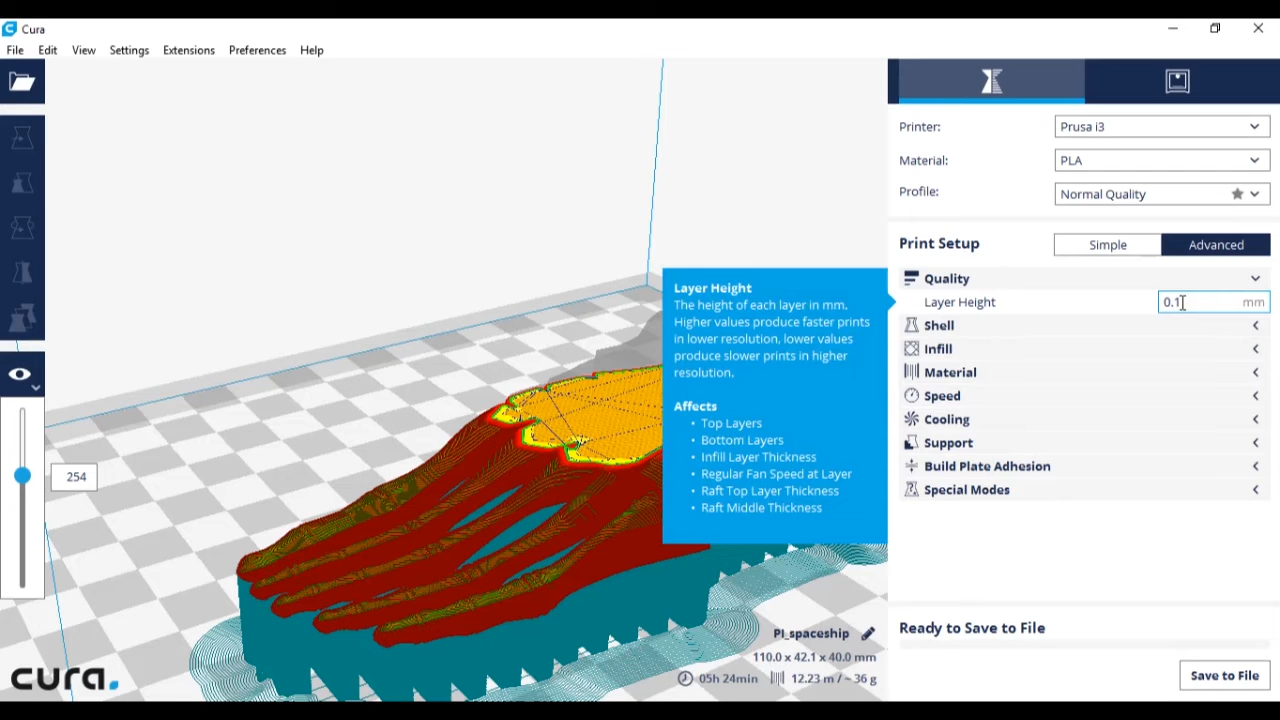 Cura
File Edit View Settings Extensions Preferences Help
Printer: Prusa i3
Material: PLA
Profile: Normal Quality
Print Setup Simple Advanced
Quality
Layer Height 0.1 mm
Shell
Infill
Material
Speed
Cooling
Support
Build Plate Adhesion
Special Modes
Layer Height
The height of each layer in mm.
Higher values produce faster prints
in lower resolution, lower values
produce slower prints in higher
resolution.
Affects
• Top Layers
• Bottom Layers
• Infill Layer Thickness
• Regular Fan Speed at Layer
• Raft Top Layer Thickness
• Raft Middle Thickness
254
PI_spaceship
110.0 x 42.1 x 40.0 mm
05h 24min 12.23 m / ~ 36 g
Ready to Save to File
Save to File
cura.